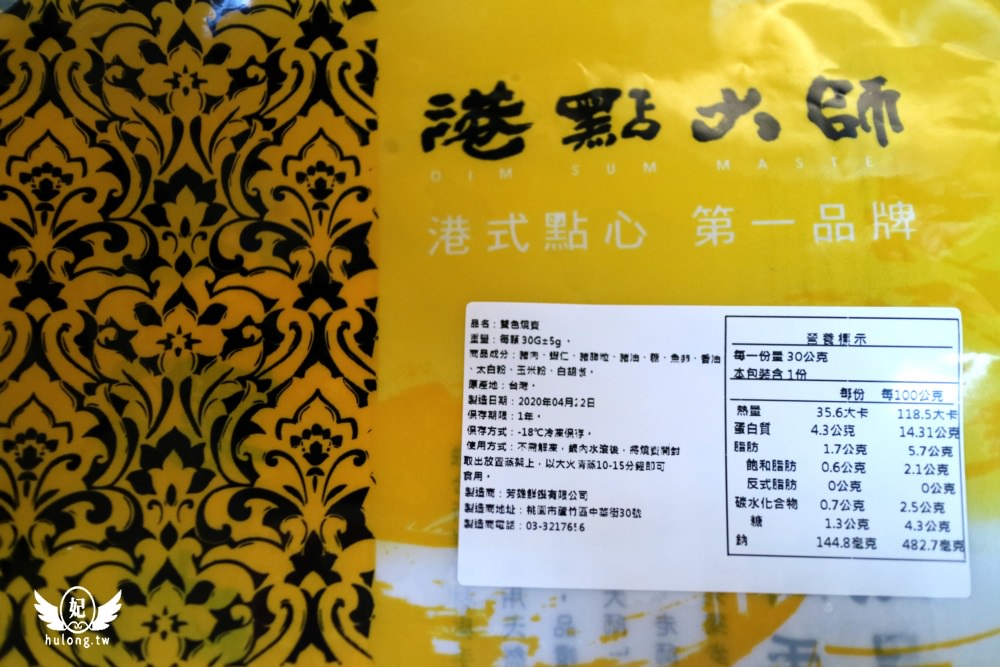 港點大師
DIM SUM MASTE
港式點心 第一品牌
品名：雙色燒賣
重量：每顆30G±5g。
商品成分：豬肉、蝦仁、豬油、糖、魚卵、香油
、太白粉、玉米粉、白胡
原產地：台灣。
製造日期：2020年04月22日
保存期限：1年。
保存方式：-18℃冷凍保存。
使用方式：不需解凍，鍋內水滾後，將燒賣開封
取出放置蒸架上，以大火清蒸10-15分鐘即可
食用。
製造商：芳雄鮮饌有限公司
製造商地址：桃園市蘆竹區中華街30號
製造商電話：03-3217656
營養標示
每一份量 30公克
本包裝含 1份
每份 每100公克
熱量 35.6大卡 118.5大卡
蛋白質 4.3公克 14.31公克
脂肪 1.7公克 5.7公克
飽和脂肪 0.6公克 2.1公克
反式脂肪 0公克 0公克
碳水化合物 0.7公克 2.5公克
糖 1.3公克 4.3公克
鈉 144.8毫克 482.7毫克
妃
hulong.tw